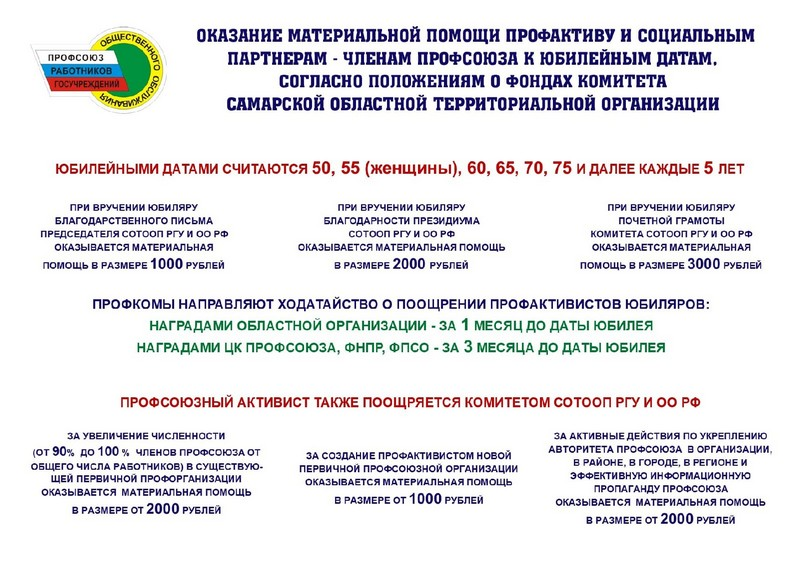 ПРОФСОЮЗ
РАБОТНИКОВ
ГОСУЧРЕЖДЕНИЙ
ОБЩЕСТВЕННОГО ОБСЛУЖИВАНИЯ
ОКАЗАНИЕ МАТЕРИАЛЬНОЙ ПОМОЩИ ПРОФАКТИВУ И СОЦИАЛЬНЫМ
ПАРТНЕРАМ - ЧЛЕНАМ ПРОФСОЮЗА К ЮБИЛЕЙНЫМ ДАТАМ,
СОГЛАСНО ПОЛОЖЕНИЯМ О ФОНДАХ КОМИТЕТА
САМАРСКОЙ ОБЛАСТНОЙ ТЕРРИТОРИАЛЬНОЙ ОРГАНИЗАЦИИ
ЮБИЛЕЙНЫМИ ДАТАМИ СЧИТАЮТСЯ 50, 55 (женщины), 60, 65, 70, 75 И ДАЛЕЕ КАЖДЫЕ 5 ЛЕТ
ПРИ ВРУЧЕНИИ ЮБИЛЯРУ
БЛАГОДАРСТВЕННОГО ПИСЬМА
ПРЕДСЕДАТЕЛЯ СОТООП РГУ И ОО РФ
ОКАЗЫВАЕТСЯ МАТЕРИАЛЬНАЯ
ПОМОЩЬ В РАЗМЕРЕ 1000 РУБЛЕЙ
ПРИ ВРУЧЕНИИ ЮБИЛЯРУ
БЛАГОДАРНОСТИ ПРЕЗИДИУМА
СОТООП РГУ И ОО РФ
ОКАЗЫВАЕТСЯ МАТЕРИАЛЬНАЯ ПОМОЩЬ
В РАЗМЕРЕ 2000 РУБЛЕЙ
ПРИ ВРУЧЕНИИ ЮБИЛЯРУ
ПОЧЕТНОЙ ГРАМОТЫ
КОМИТЕТА СОТООП РГУ И ОО РФ
ОКАЗЫВАЕТСЯ МАТЕРИАЛЬНАЯ
ПОМОЩЬ В РАЗМЕРЕ 3000 РУБЛЕЙ
ПРОФКОМЫ НАПРАВЛЯЮТ ХОДАТАЙСТВО О ПООЩРЕНИИ ПРОФАКТИВИСТОВ ЮБИЛЯРОВ:
НАГРАДАМИ ОБЛАСТНОЙ ОРГАНИЗАЦИИ - ЗА 1 МЕСЯЦ ДО ДАТЫ ЮБИЛЕЯ
НАГРАДАМИ ЦК ПРОФСОЮЗА, ФНПР, ФПСО - ЗА 3 МЕСЯЦА ДО ДАТЫ ЮБИЛЕЯ
ПРОФСОЮЗНЫЙ АКТИВИСТ ТАКЖЕ ПООЩРЯЕТСЯ КОМИТЕТОМ СОТООП РГУ И ОО РФ
ЗА УВЕЛИЧЕНИЕ ЧИСЛЕННОСТИ
(ОТ 90% ДО 100 % ЧЛЕНОВ ПРОФСОЮЗА ОТ
ОБЩЕГО ЧИСЛА РАБОТНИКОВ) В СУЩЕСТВУЮ-
ЩЕЙ ПЕРВИЧНОЙ ПРОФОРГАНИЗАЦИИ
ОКАЗЫВАЕТСЯ МАТЕРИАЛЬНАЯ ПОМОЩЬ
В РАЗМЕРЕ ОТ 2000 РУБЛЕЙ
ЗА СОЗДАНИЕ ПРОФАКТИВИСТОМ НОВОЙ
ПЕРВИЧНОЙ ПРОФСОЮЗНОЙ ОРГАНИЗАЦИИ
ОКАЗЫВАЕТСЯ МАТЕРИАЛЬНАЯ ПОМОЩЬ
В РАЗМЕРЕ ОТ 1000 РУБЛЕЙ
ЗА АКТИВНЫЕ ДЕЙСТВИЯ ПО УКРЕПЛЕНИЮ
АВТОРИТЕТА ПРОФСОЮЗА В ОРГАНИЗАЦИИ,
В РАЙОНЕ, В ГОРОДЕ, В РЕГИОНЕ И
ЭФФЕКТИВНУЮ ИНФОРМАЦИОННУЮ
ПРОПАГАНДУ ПРОФСОЮЗА
ОКАЗЫВАЕТСЯ МАТЕРИАЛЬНАЯ ПОМОЩЬ
В РАЗМЕРЕ ОТ 2000 РУБЛЕЙ